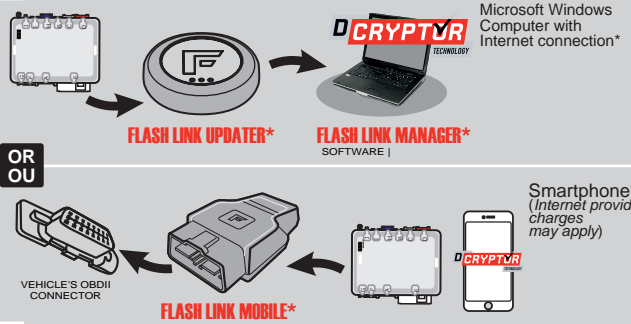 DCRYPTOR
TECHNOLOGY
Microsoft Windows
Computer with
Internet connection*
FLASH LINK UPDATER*
FLASH LINK MANAGER*
SOFTWARE |
OR
OU
Smartphone
(Internet provid
charges
may apply)
DCRYPTOR
TECHNOLOGY
VEHICLE'S OBDII
CONNECTOR
FLASH LINK MOBILE*